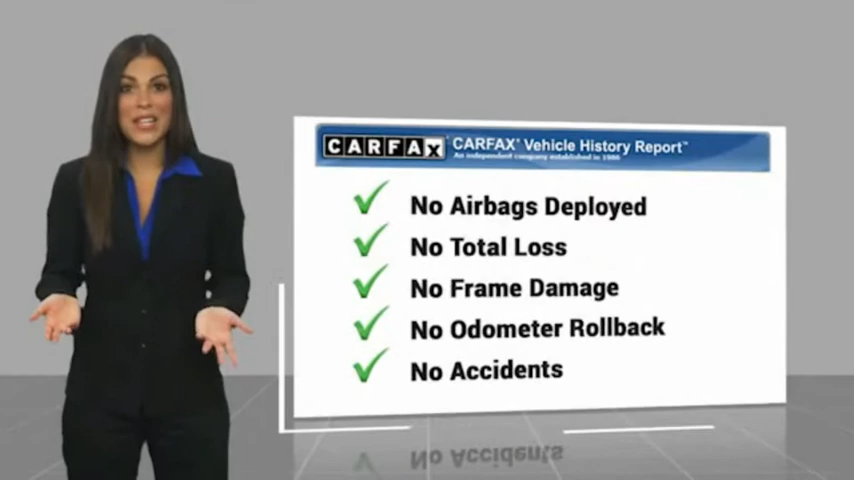 CARFAX CARFAX® Vehicle History Report™
An independent company established in 1986
No Airbags Deployed
No Total Loss
No Frame Damage
No Odometer Rollback
No Accidents
No Accidents